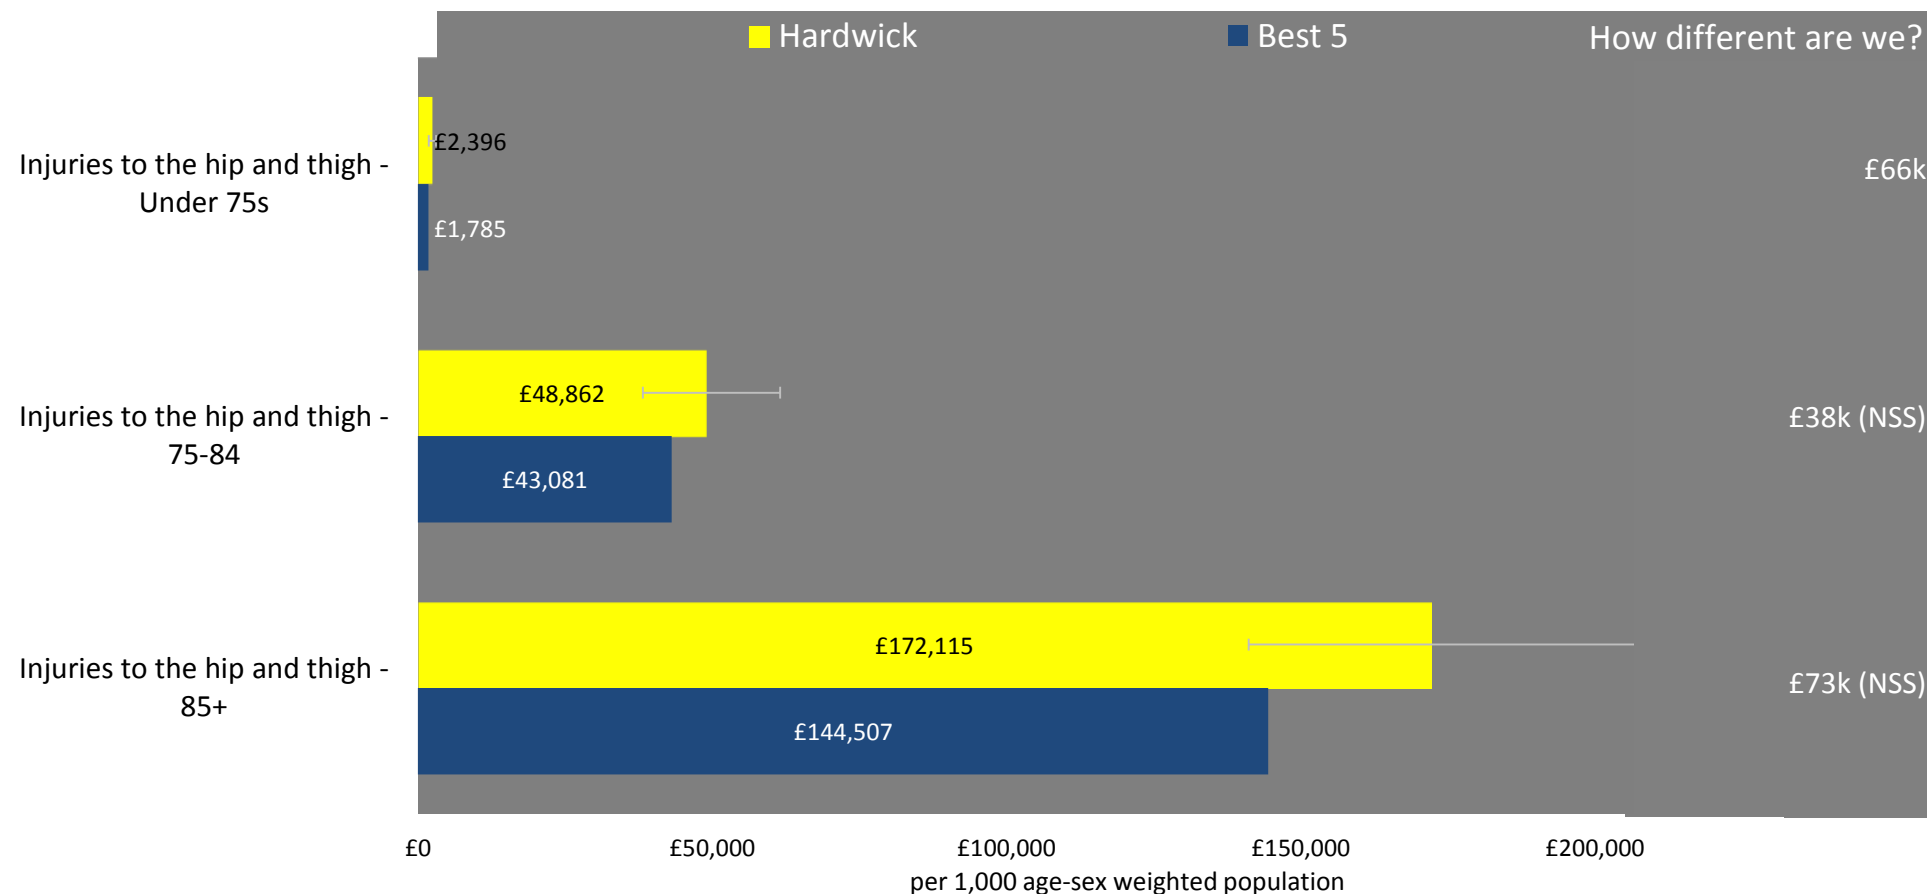 Hardwick
Best 5
How different are we?
Injuries to the hip and thigh -
Under 75s
£2,396
£1,785
£66k
Injuries to the hip and thigh -
75-84
£48,862
£43,081
£38k (NSS)
Injuries to the hip and thigh -
85+
£172,115
£144,507
£73k (NSS)
£0 £50,000 £100,000 £150,000 £200,000
per 1,000 age-sex weighted population